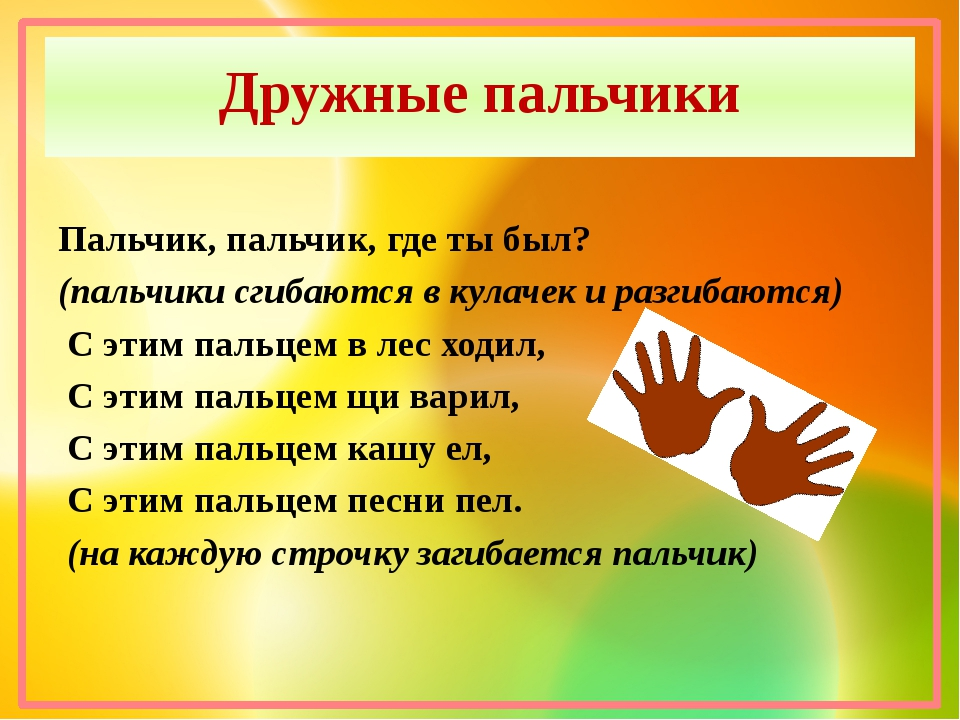 Дружные пальчики
Пальчик, пальчик, где ты был?
(пальчики сгибаются в кулачек и разгибаются)
С этим пальцем в лес ходил,
С этим пальцем щи варил,
С этим пальцем кашу ел,
С этим пальцем песни пел.
(на каждую строчку загибается пальчик)